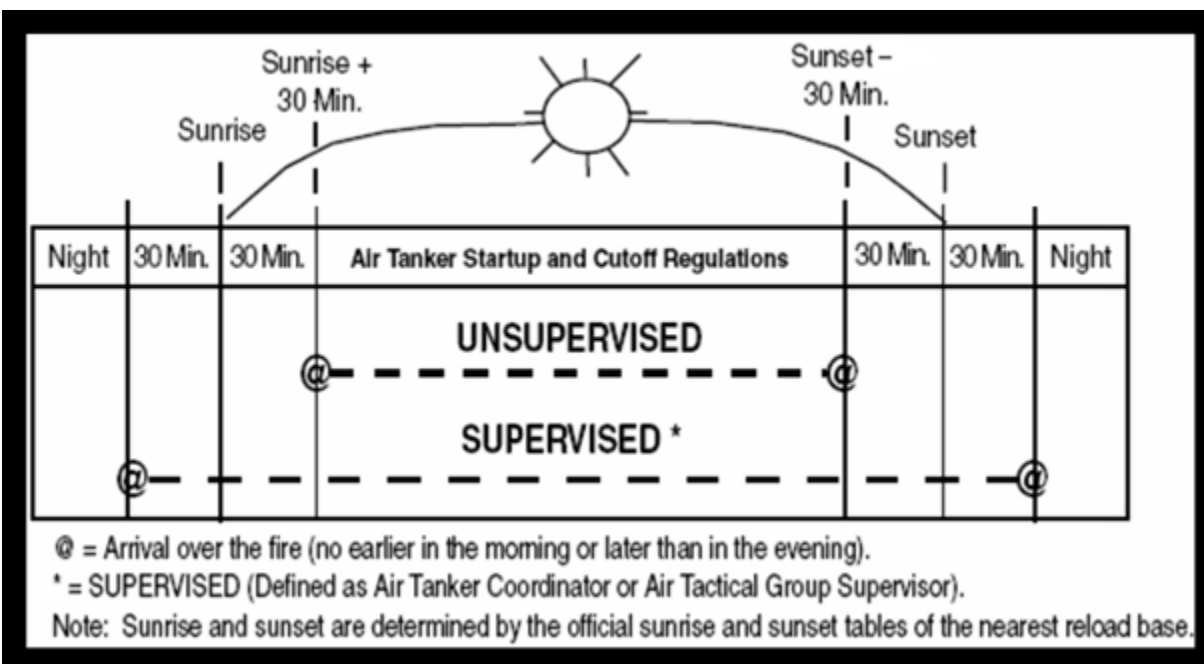 Sunrise +
30 Min.
Sunset –
30 Min.
Sunrise
Sunset
Night 30 Min. 30 Min. Air Tanker Startup and Cutoff Regulations 30 Min. 30 Min. Night
UNSUPERVISED
@ @
SUPERVISED *
@ @
@ = Arrival over the fire (no earlier in the morning or later than in the evening).
* = SUPERVISED (Defined as Air Tanker Coordinator or Air Tactical Group Supervisor).
Note: Sunrise and sunset are determined by the official sunrise and sunset tables of the nearest reload base.